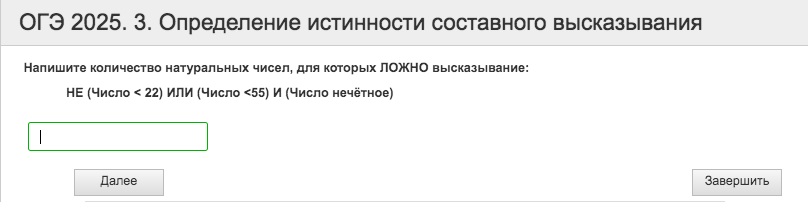 ОГЭ 2025. 3. Определение истинности составного высказывания
Напишите количество натуральных чисел, для которых ЛОЖНО высказывание:
НЕ (Число < 22) ИЛИ (Число <55) И (Число нечётное)
Далее
Завершить